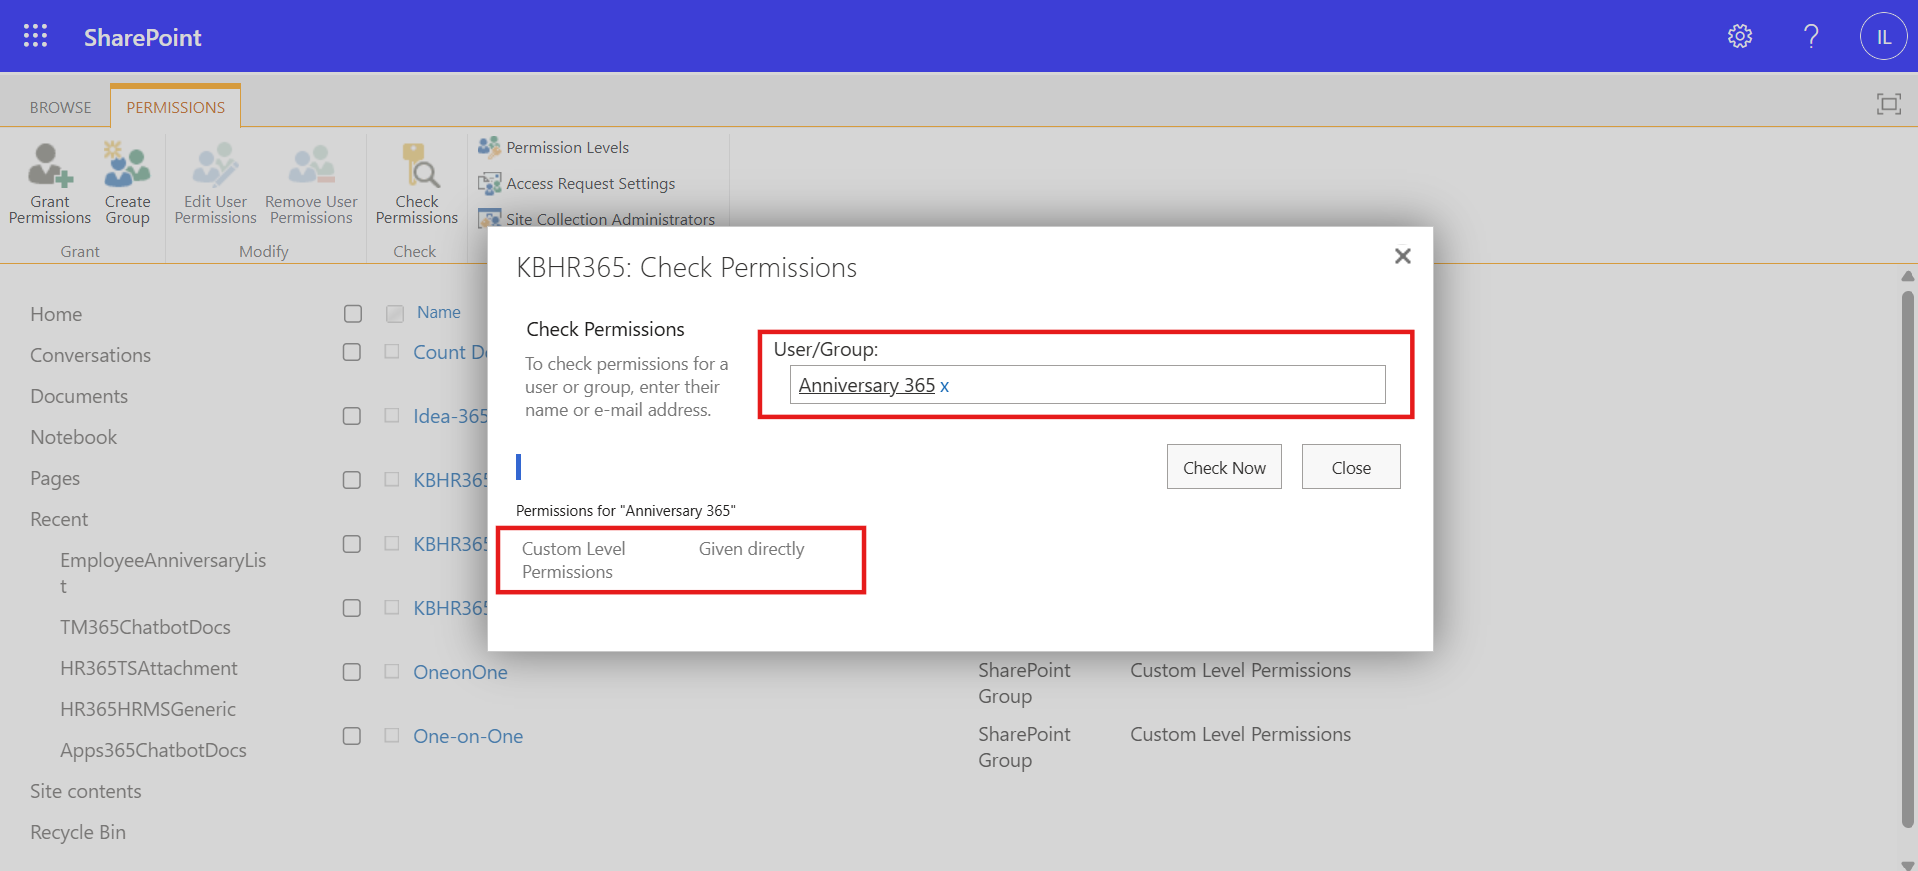 SharePoint
IL
BROWSE
PERMISSIONS
Grant
Permissions
Create
Group
Edit User
Permissions
Remove User
Permissions
Check
Permissions
Permission Levels
Access Request Settings
Site Collection Administrators
Grant
Modify
Check
Home
Conversations
Documents
Notebook
Pages
Recent
EmployeeAnniversaryLis
t
TM365ChatbotDocs
HR365TSAttachment
HR365HRMSGeneric
Apps365ChatbotDocs
Site contents
Recycle Bin
Name
Count
Idea-365
KBHR365
KBHR365
KBHR365
OneonOne
SharePoint
Group
Custom Level Permissions
One-on-One
SharePoint
Group
Custom Level Permissions
KBHR365: Check Permissions
Check Permissions
To check permissions for a
user or group, enter their
name or e-mail address.
User/Group:
Anniversary 365 x
Check Now
Close
Permissions for "Anniversary 365"
Custom Level
Permissions
Given directly